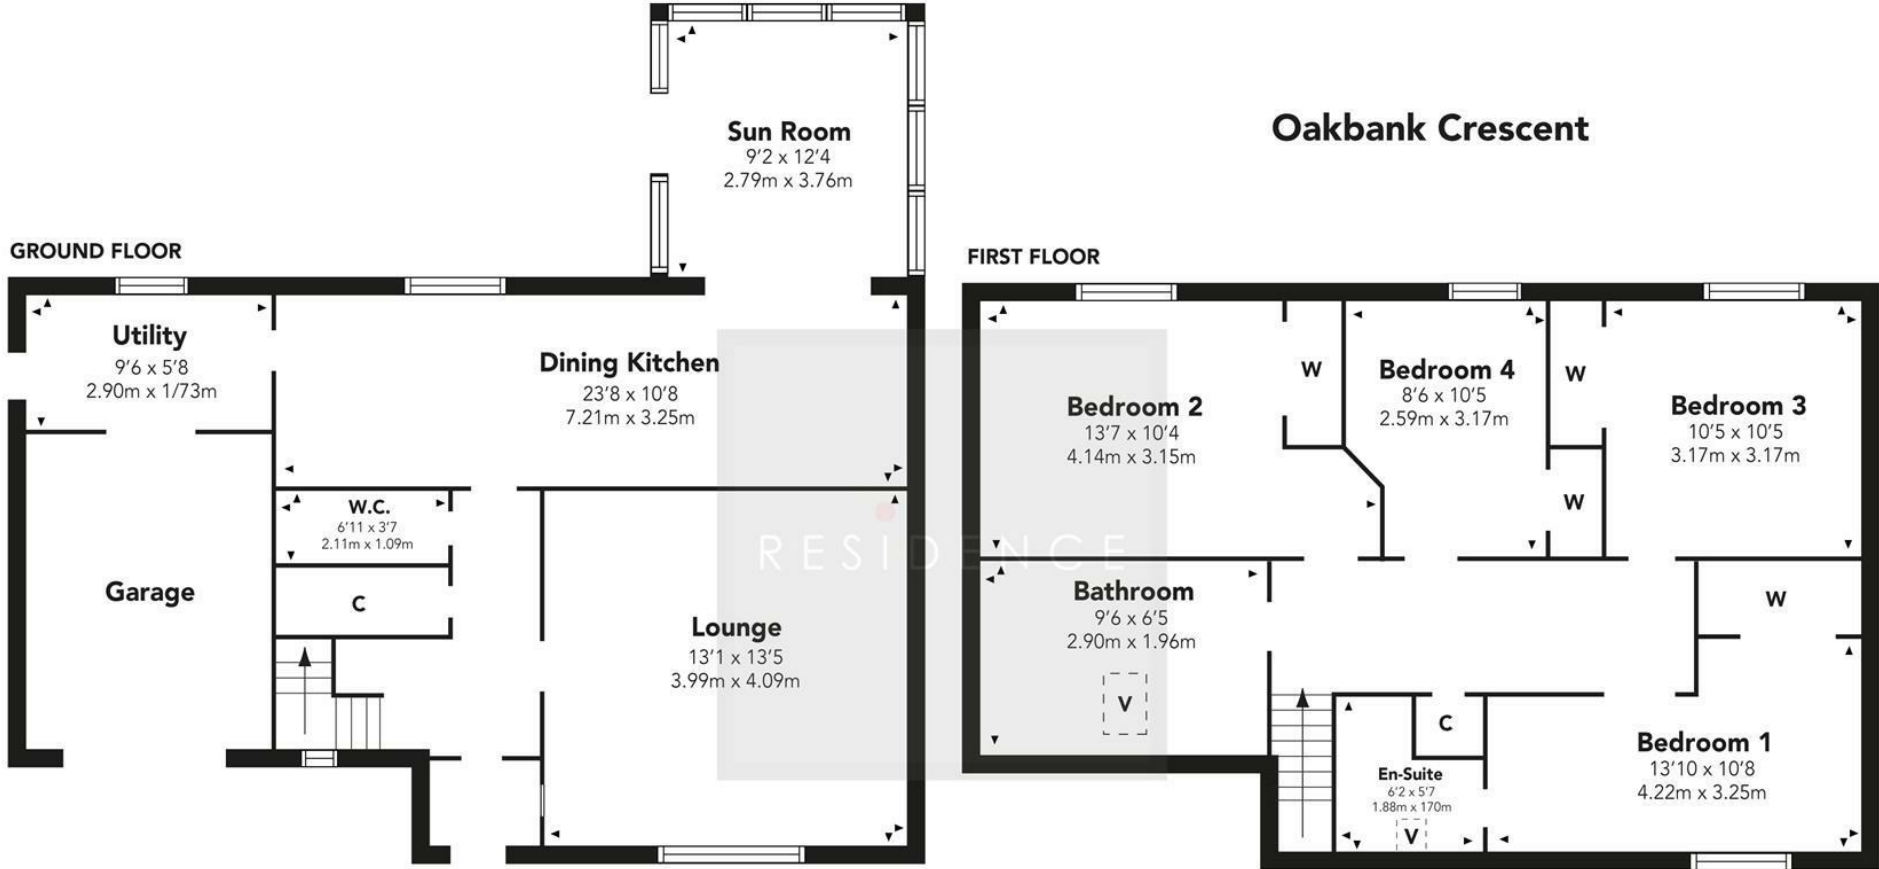 Oakbank Crescent
GROUND FLOOR
Sun Room
9'2 x 12'4
2.79m x 3.76m
Utility
9'6 x 5'8
2.90m x 1/73m
Dining Kitchen
23'8 x 10'8
7.21m x 3.25m
W.C.
6'11 x 3'7
2.11m x 1.09m
C
Garage
Lounge
13'1 x 13'5
3.99m x 4.09m
RESIDENCE
FIRST FLOOR
Bedroom 2
13'7 x 10'4
4.14m x 3.15m
W
Bedroom 4
8'6 x 10'5
2.59m x 3.17m
W
W
Bedroom 3
10'5 x 10'5
3.17m x 3.17m
Bathroom
9'6 x 6'5
2.90m x 1.96m
V
W
C
En-Suite
6'2 x 5'7
1.88m x 170m
V
Bedroom 1
13'10 x 10'8
4.22m x 3.25m